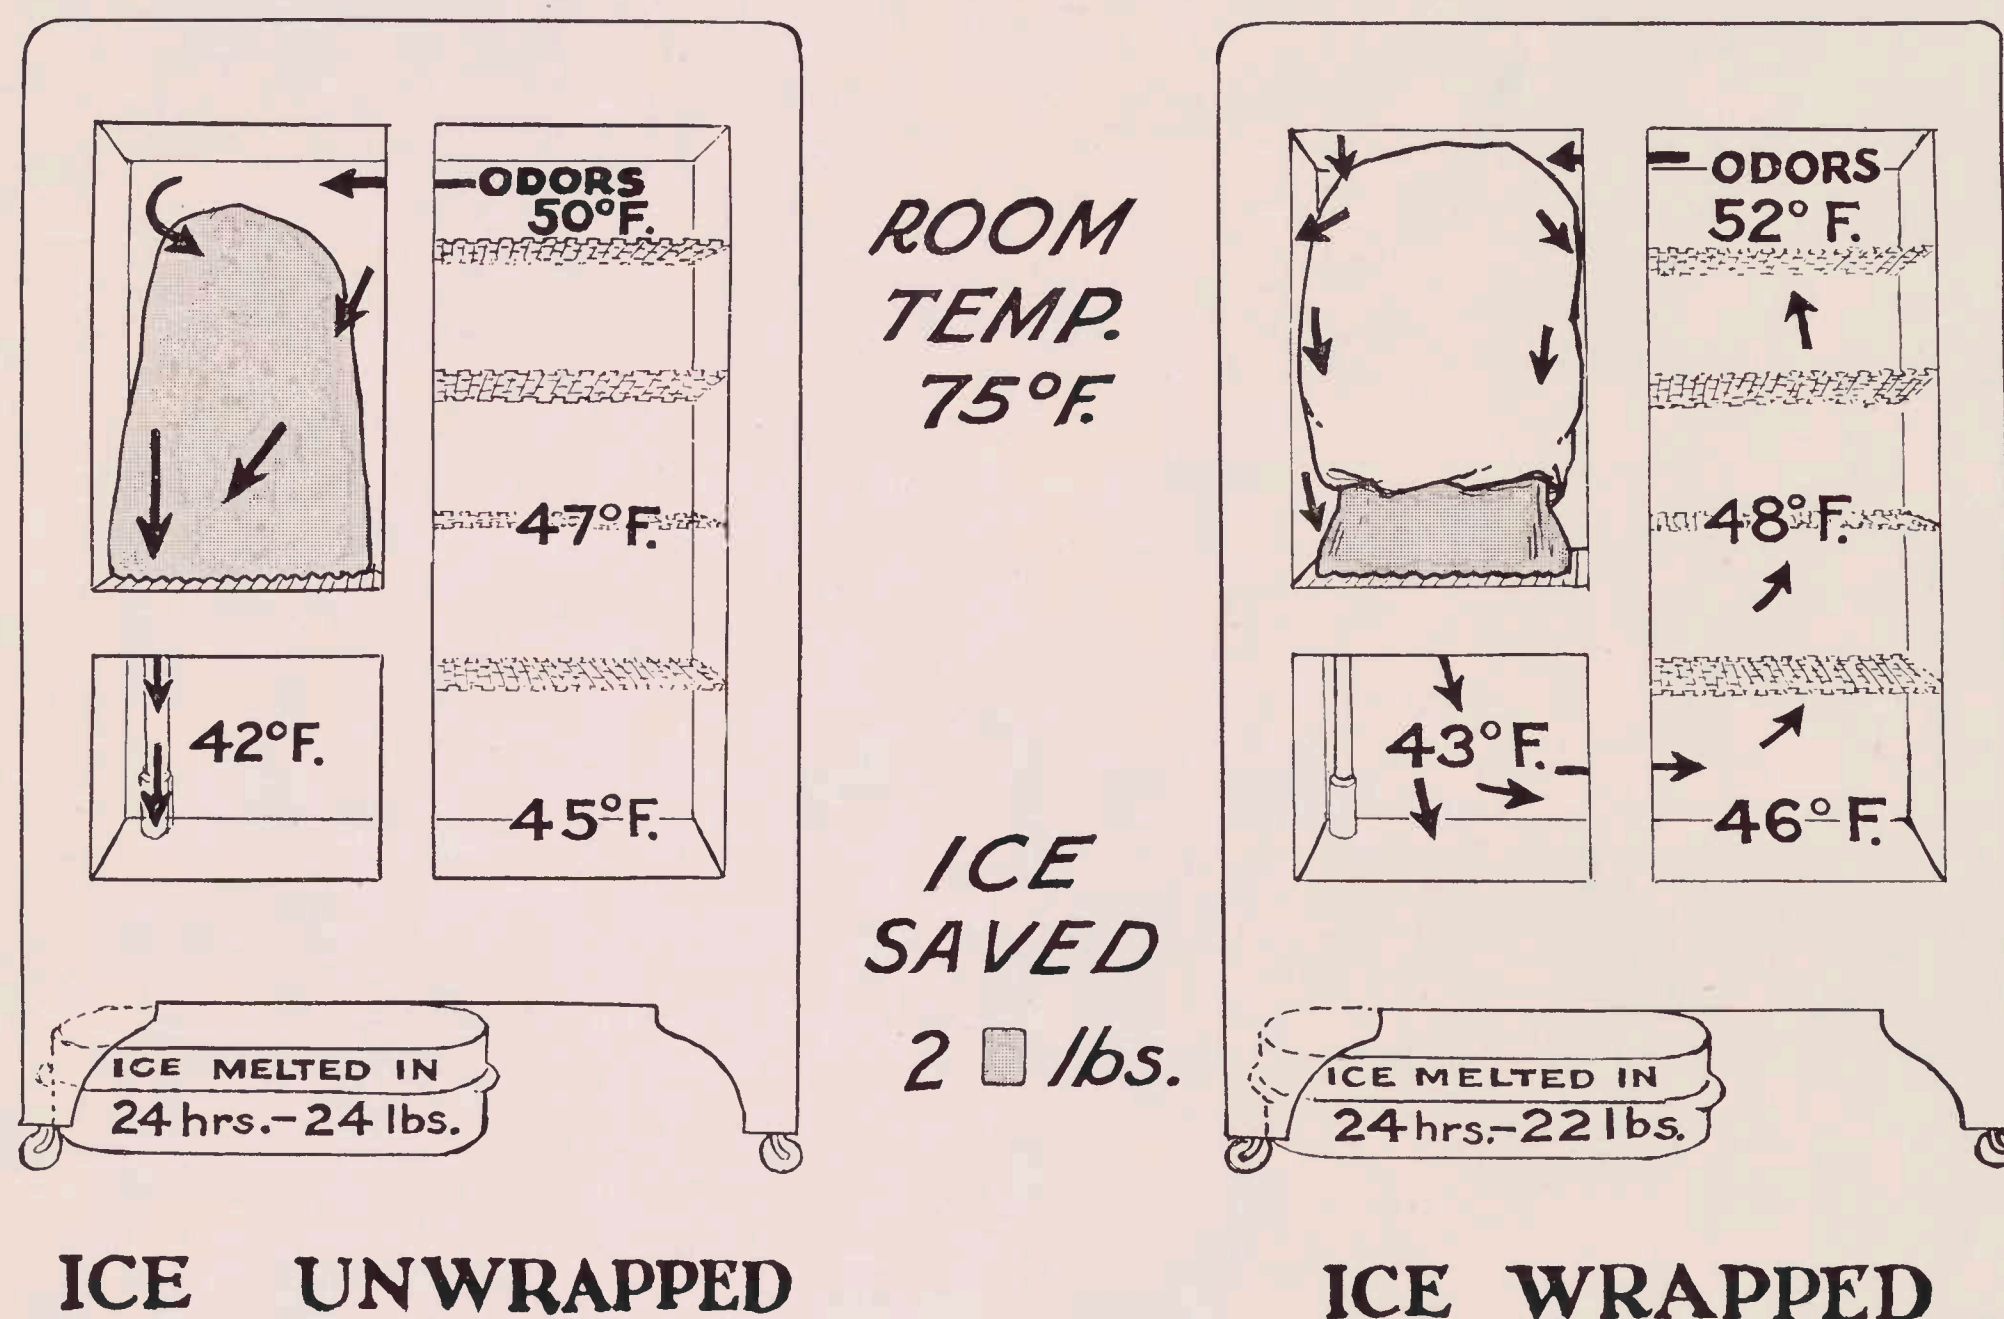 ODORS
50°F.
47°F.
42°F.
45°F.
ICE MELTED IN
24 hrs.-24 lbs.
ICE UNWRAPPED
ROOM
TEMP.
75°F.
ICE
SAVED
2 lbs.
ODORS
52° F.
48°F.
43°F.
46°F.
ICE MELTED IN
24 hrs.-22 lbs.
ICE WRAPPED